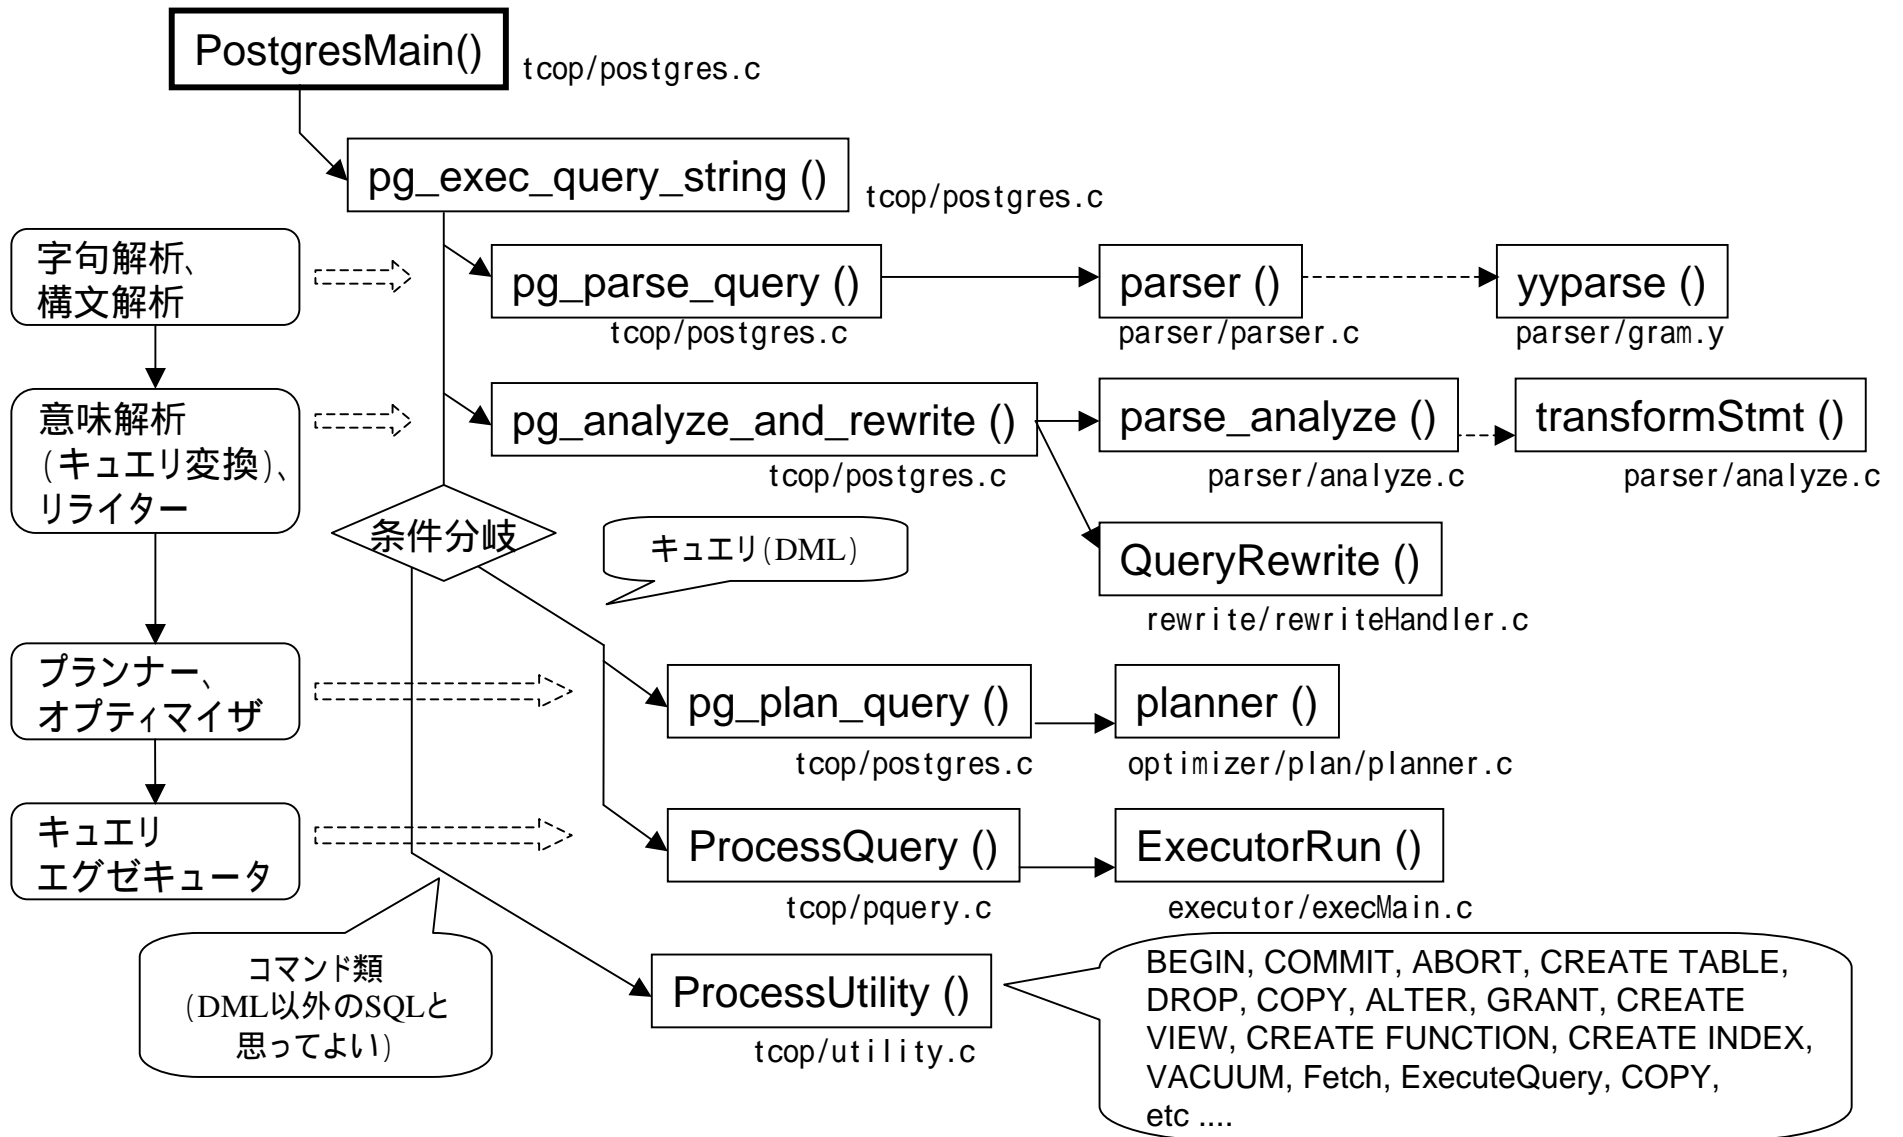 PostgresMain()
tcop/postgres.c
pg_exec_query_string ()
tcop/postgres.c
字句解析、
構文解析
pg_parse_query ()
tcop/postgres.c
parser ()
parser/parser.c
yyparse ()
parser/gram.y
意味解析
(キュエリ変換)、
リライター
pg_analyze_and_rewrite ()
tcop/postgres.c
parse_analyze ()
parser/analyze.c
transformStmt ()
parser/analyze.c
条件分岐
キュエリ(DML)
QueryRewrite ()
rewrite/rewriteHandler.c
プランナー、
オプティマイザ
pg_plan_query ()
tcop/postgres.c
planner ()
optimizer/plan/planner.c
キュエリ
エグゼキュータ
ProcessQuery ()
tcop/pquery.c
ExecutorRun ()
executor/execMain.c
コマンド類
(DML以外のSQLと
思ってよい)
ProcessUtility ()
tcop/utility.c
BEGIN, COMMIT, ABORT, CREATE TABLE,
DROP, COPY, ALTER, GRANT, CREATE
VIEW, CREATE FUNCTION, CREATE INDEX,
VACUUM, Fetch, ExecuteQuery, COPY,
etc ....